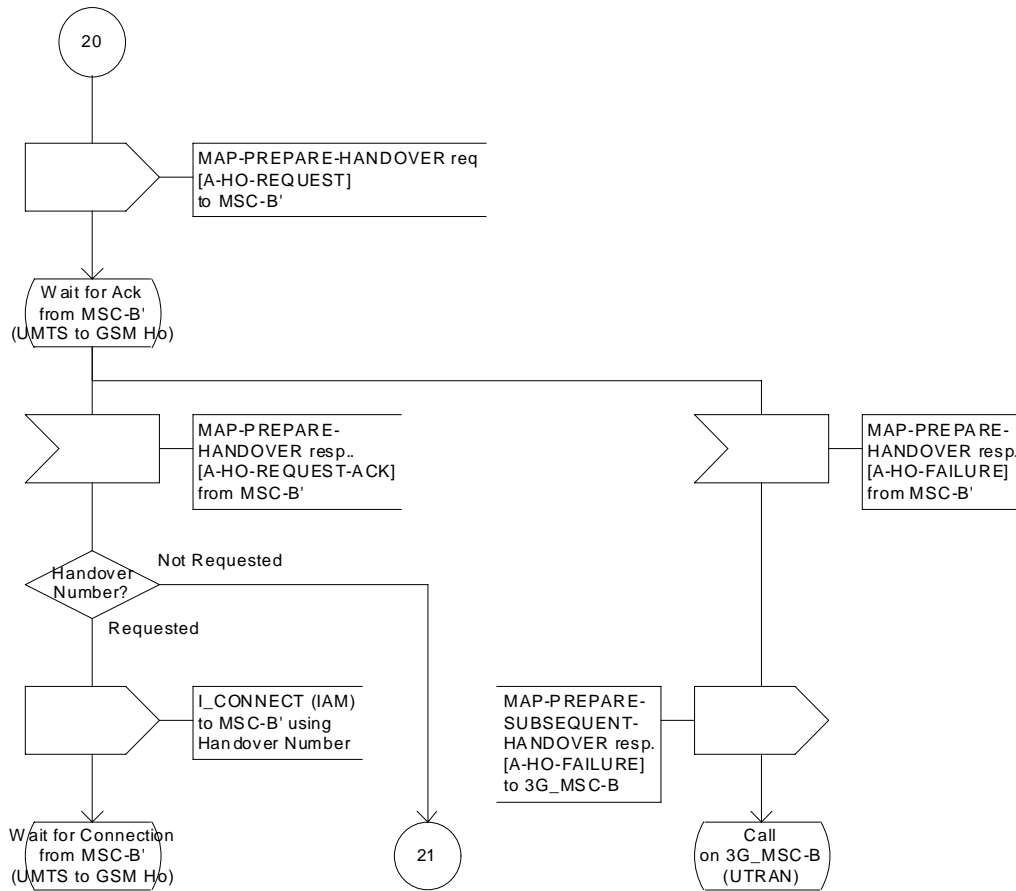 20
MAP-PREPARE-HANDOVER req
[A-HO-REQUEST]
to MSC-B'
Wait for Ack
from MSC-B'
(UMTS to GSM Ho)
MAP-PREPARE-
HANDOVER resp..
[A-HO-REQUEST-ACK]
from MSC-B'
MAP-PREPARE-
HANDOVER resp.
[A-HO-FAILURE]
from MSC-B'
Handover
Number?
Not Requested
Requested
I_CONNECT (IAM)
to MSC-B' using
Handover Number
MAP-PREPARE-
SUBSEQUENT-
HANDOVER resp.
[A-HO-FAILURE]
to 3G_MSC-B
Wait for Connection
from MSC-B'
(UMTS to GSM Ho)
21
Call
on 3G_MSC-B
(UTRAN)